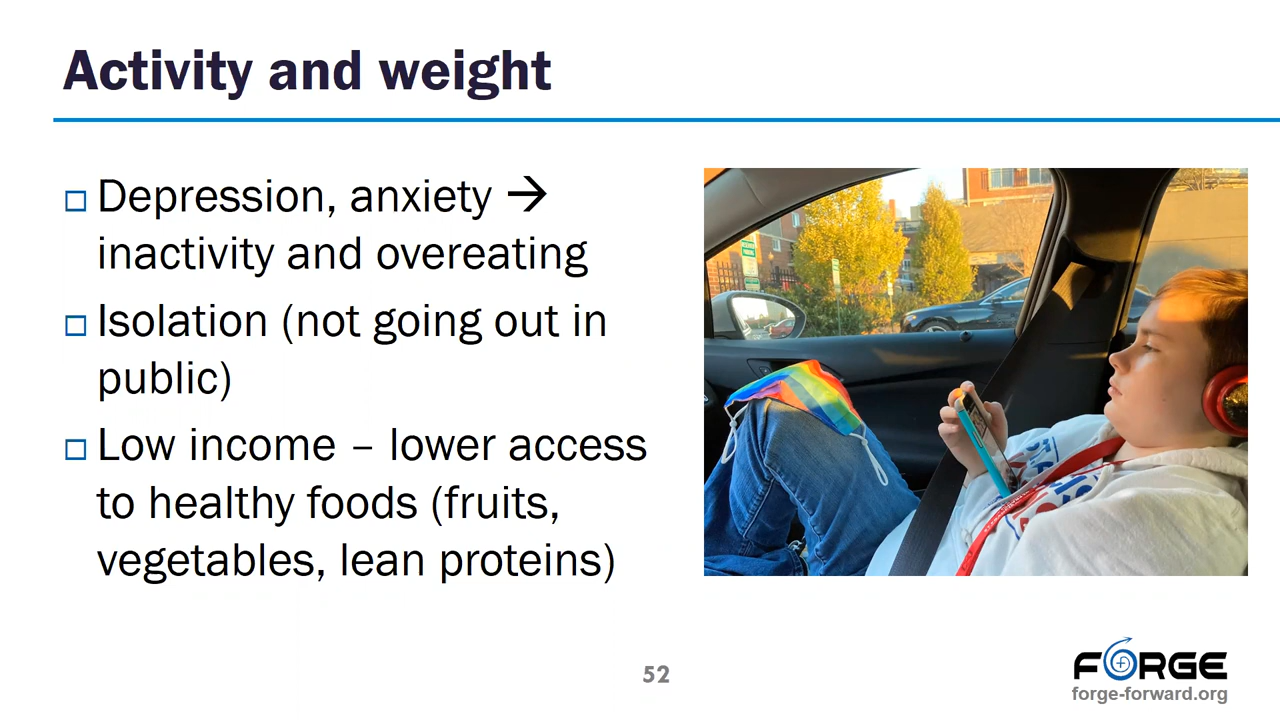 Activity and weight
Depression, anxiety →
inactivity and overeating
Isolation (not going out in
public)
Low income – lower access
to healthy foods (fruits,
vegetables, lean proteins)
52
FORGE
forge-forward.org